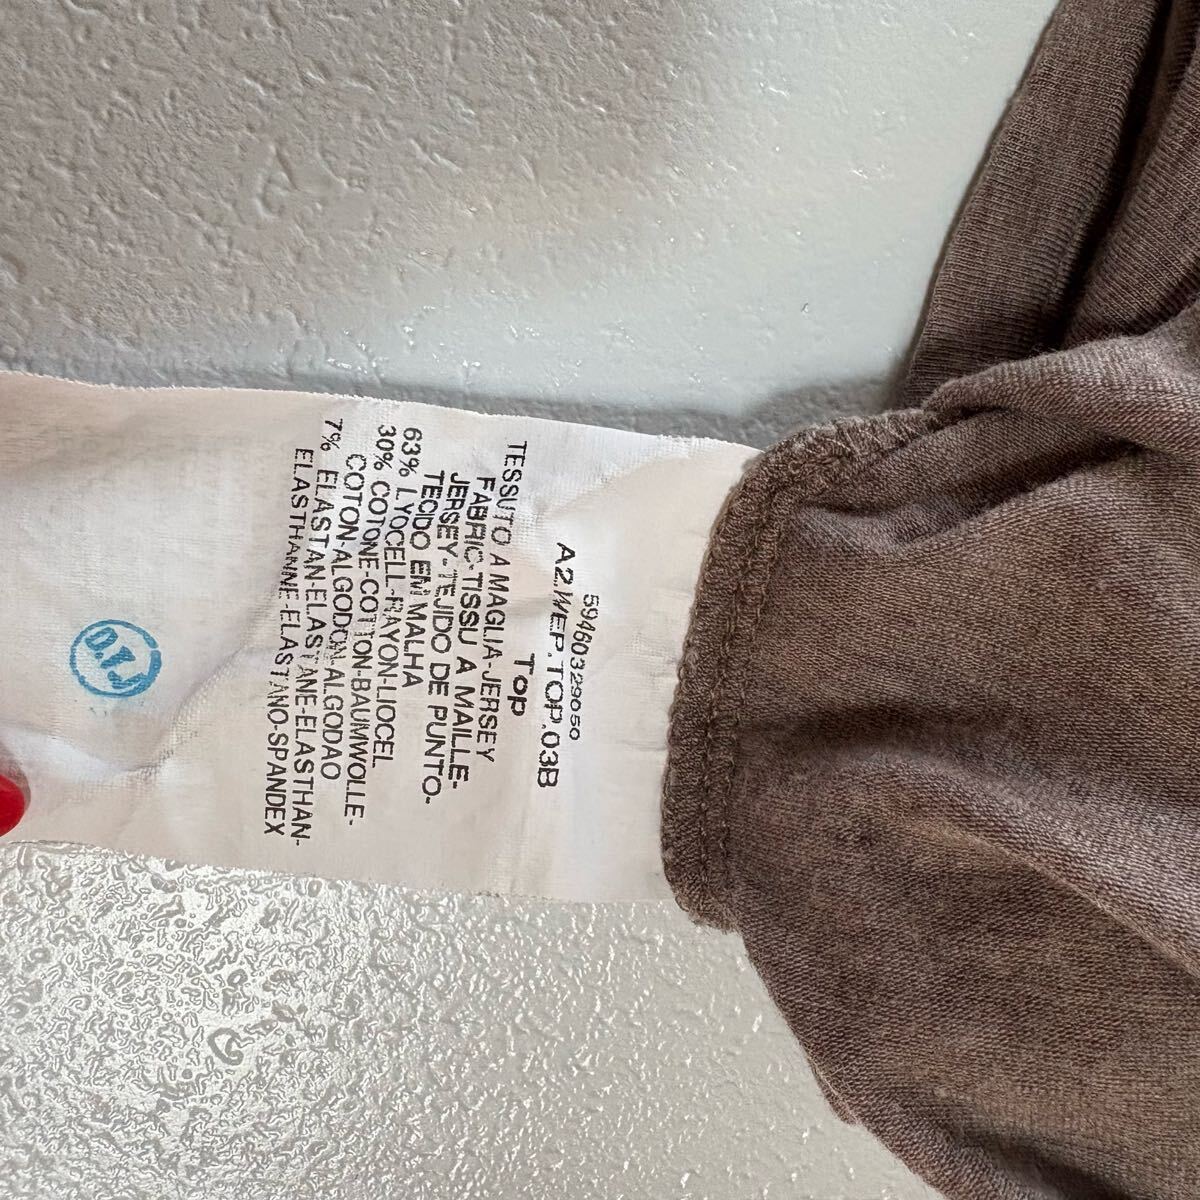 59460329050
A2.WEP.TOP.03B
Top
TESSUTO A MAGLIA-JERSEY
FABRIC-TISSU A MAILLE-
JERSEY-TEJIDO DE PUNTO-
TECIDO EM MALHA
63% LYOCELL-RAYON-LIOCEL
30% COTONE-COTTON-BAUMWOLLE-
COTON-ALGODON-ALGODAO
7% ELASTAN-ELASTANE-ELASTHAN-
ELASTHANNE-ELASTANO-SPANDEX